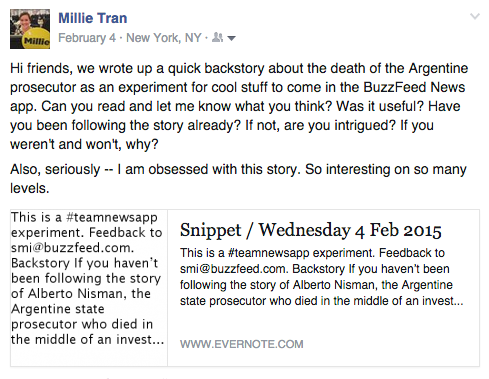 Millie Tran
February 4 · New York, NY ·
Millie
Hi friends, we wrote up a quick backstory about the death of the Argentine
prosecutor as an experiment for cool stuff to come in the BuzzFeed News
app. Can you read and let me know what you think? Was it useful? Have
you been following the story already? If not, are you intrigued? If you
weren't and won't, why?
Also, seriously -- I am obsessed with this story. So interesting on so many
levels.
This is a #teamnewsapp
experiment. Feedback to
smi@buzzfeed.com.
Backstory If you haven't
been following the story
of Alberto Nisman, the
Argentine state
prosecutor who died in
the middle of an invest...
Snippet / Wednesday 4 Feb 2015
This is a #teamnewsapp experiment. Feedback to
smi@buzzfeed.com. Backstory If you haven't been
following the story of Alberto Nisman, the Argentine
state prosecutor who died in the middle of an invest...
WWW.EVERNOTE.COM